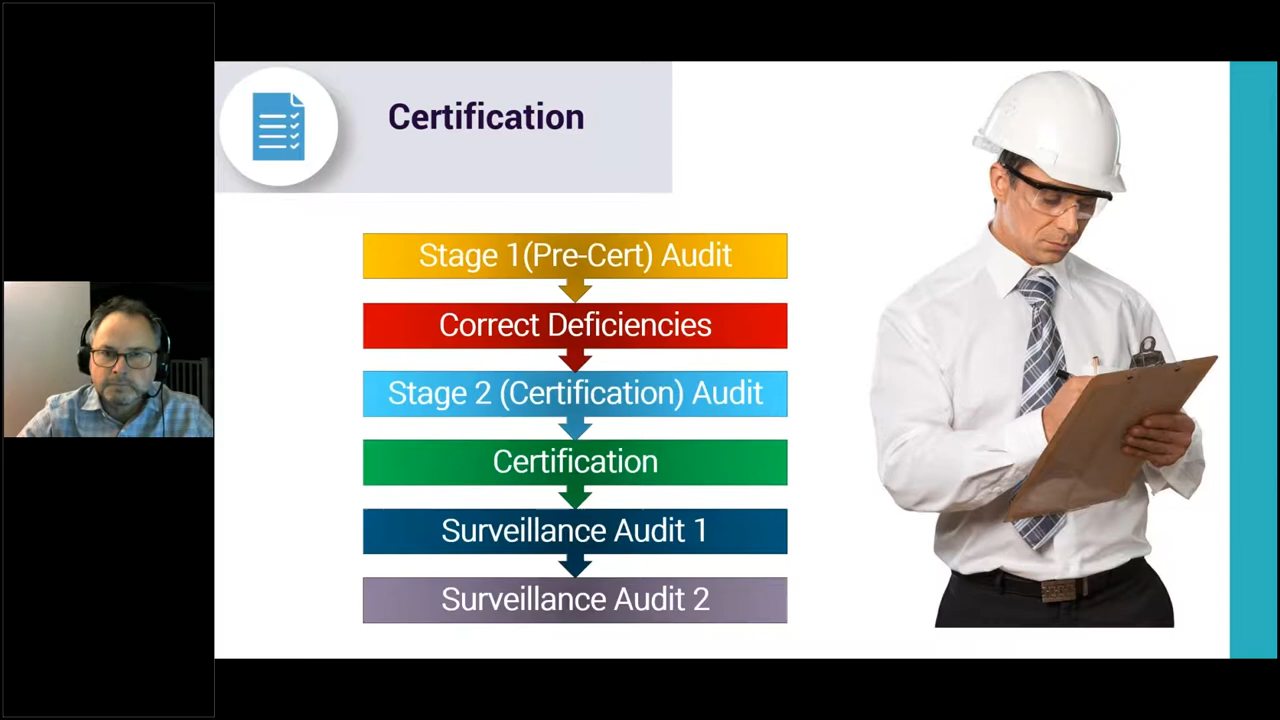 Certification
Stage 1(Pre-Cert) Audit
Correct Deficiencies
Stage 2 (Certification) Audit
Certification
Surveillance Audit 1
Surveillance Audit 2